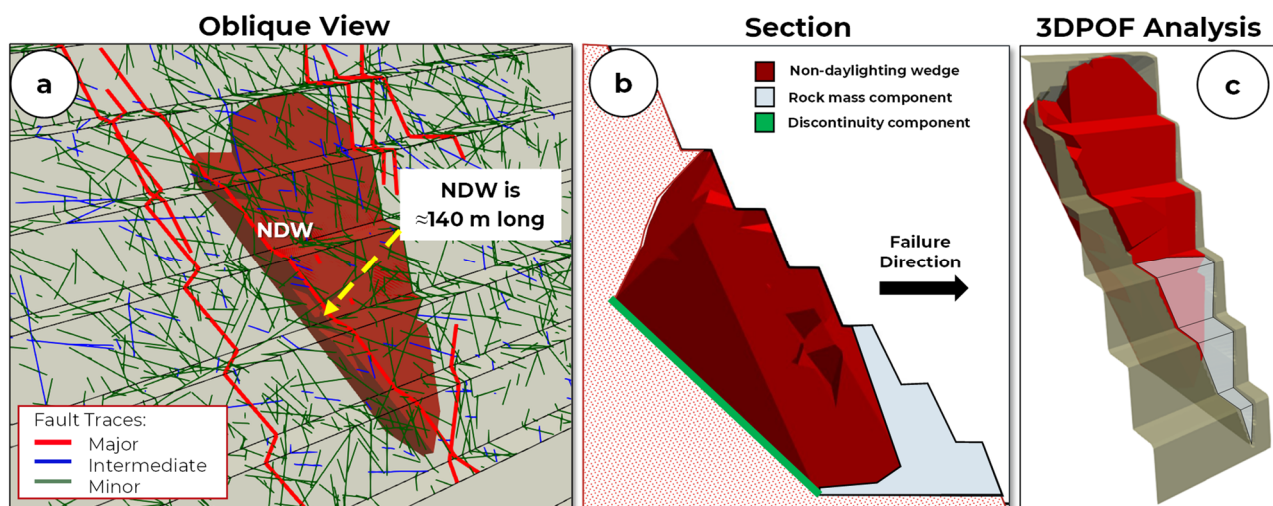 Oblique View
Section
3DPOF Analysis
a
b
c
NDW is
≈140 m long
NDW
Non-daylighting wedge
Rock mass component
Discontinuity component
Failure
Direction
Fault Traces:
Major
Intermediate
Minor